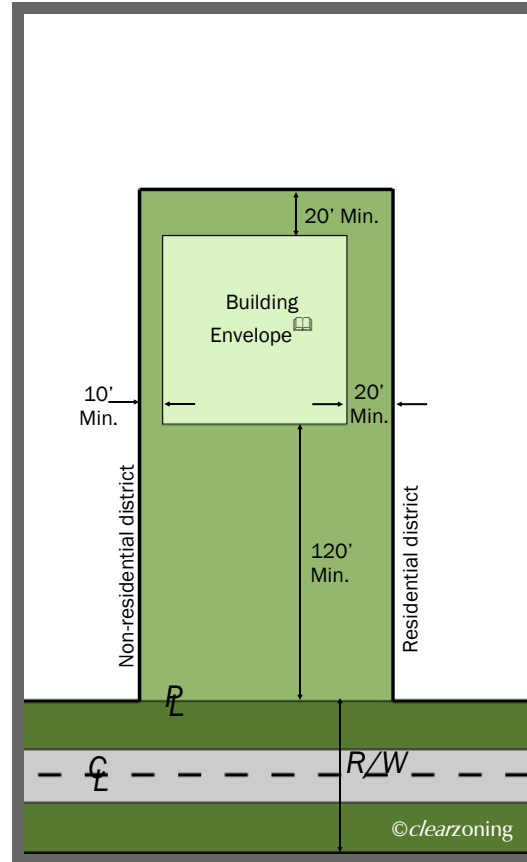 20’ Min.
Building
Envelope
10’
Min.
20’
Min.
Non-residential district
120’
Min.
Residential district
PL
CL
R/W
©clearzoning